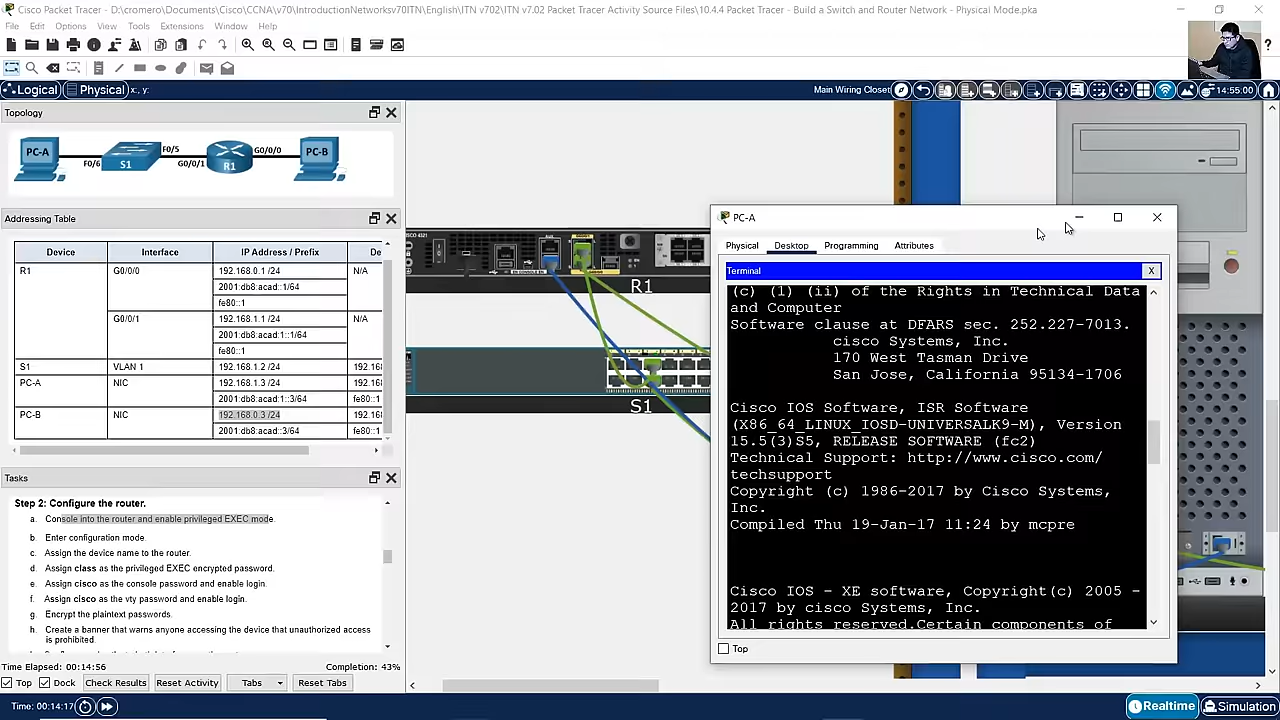 Cisco Packet Tracer - D:\cromero\Documents\Cisco\CCNA\v70\IntroductionNetworksv70ITN\English\ITN v702\ITN v7.02 Packet Tracer Activity Source Files\10.4.4 Packet Tracer - Build a Switch and Router Network - Physical Mode.pka
File Edit Options View Tools Extensions Window Help
Logical Physical x: y: Main Wiring Closet 14:55:00
Topology
PC-A F0/6 S1 F0/5 G0/0/1 R1 G0/0/0 PC-B
Addressing Table
Device Interface IP Address / Prefix De
R1 G0/0/0 192.168.0.1 /24 N/A
2001:db8:acad::1/64
fe80::1
G0/0/1 192.168.1.1 /24 N/A
2001:db8:acad:1::1/64
fe80::1
S1 VLAN 1 192.168.1.2 /24 192.16
PC-A NIC 192.168.1.3 /24 192.16
2001:db8:acad:1::3/64 fe80::1
PC-B NIC 192.168.0.3 /24 192.16
2001:db8:acad::3/64 fe80::1
Tasks
Step 2: Configure the router.
a. Console into the router and enable privileged EXEC mode.
b. Enter configuration mode.
c. Assign the device name to the router.
d. Assign class as the privileged EXEC encrypted password.
e. Assign cisco as the console password and enable login.
f. Assign cisco as the vty password and enable login.
g. Encrypt the plaintext passwords.
h. Create a banner that warns anyone accessing the device that unauthorized access
is prohibited.
Time Elapsed: 00:14:56 Completion: 43%
Top Dock Check Results Reset Activity Tabs Reset Tabs
Time: 00:14:17 Realtime Simulation
CISCO 4321
R1
S1
PC-A
Physical Desktop Programming Attributes
Terminal X
(c) (1) (ii) of the Rights in Technical Data
and Computer
Software clause at DFARS sec. 252.227-7013.
cisco Systems, Inc.
170 West Tasman Drive
San Jose, California 95134-1706
Cisco IOS Software, ISR Software
(X86_64_LINUX_IOSD-UNIVERSALK9-M), Version
15.5(3)S5, RELEASE SOFTWARE (fc2)
Technical Support: http://www.cisco.com/
techsupport
Copyright (c) 1986-2017 by Cisco Systems,
Inc.
Compiled Thu 19-Jan-17 11:24 by mcpre
Cisco IOS - XE software, Copyright(c) 2005 -
2017 by cisco Systems, Inc.
All rights reserved.Certain components of
Top